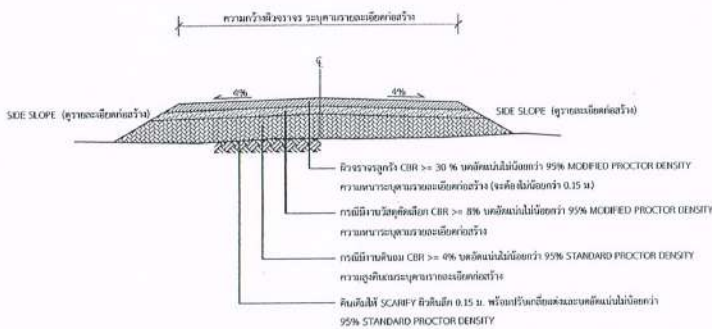 ความกว้างผิวจราจร ระบุตามรายละเอียดก่อสร้าง
℄
4% 4%
SIDE SLOPE (ดูรายละเอียดก่อสร้าง) SIDE SLOPE (ดูรายละเอียดก่อสร้าง)
ผิวจราจรลูกรัง CBR >= 30 % บดอัดแน่นไม่น้อยกว่า 95% MODIFIED PROCTOR DENSITY
ความหนาระบุตามรายละเอียดก่อสร้าง (จะต้องไม่น้อยกว่า 0.15 ม)
กรณีมีงานวัสดุคัดเลือก CBR >= 8% บดอัดแน่นไม่น้อยกว่า 95% MODIFIED PROCTOR DENSITY
ความหนาระบุตามรายละเอียดก่อสร้าง
กรณีมีงานดินถม CBR >= 4% บดอัดแน่นไม่น้อยกว่า 95% STANDARD PROCTOR DENSITY
ความสูงดินถมระบุตามรายละเอียดก่อสร้าง
ดินเดิมให้ SCARIFY ผิวดินลึก 0.15 ม. พร้อมปรับเกลี่ยแต่งและบดอัดแน่นไม่น้อยกว่า
95% STANDARD PROCTOR DENSITY